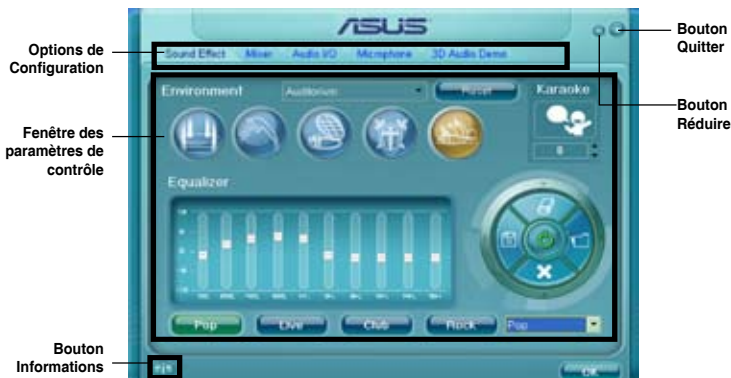 ASUS
Bouton
Quitter
Options de
Configuration
Sound Effect Mixer Audio I/O Microphone 3D Audio Demo
Bouton
Réduire
Environment
Auditorium
Reset
Karaoke
Fenêtre des
paramètres de
contrôle
Equalizer
Pop
Live
Club
Rock
Pop
Bouton
Informations
OK